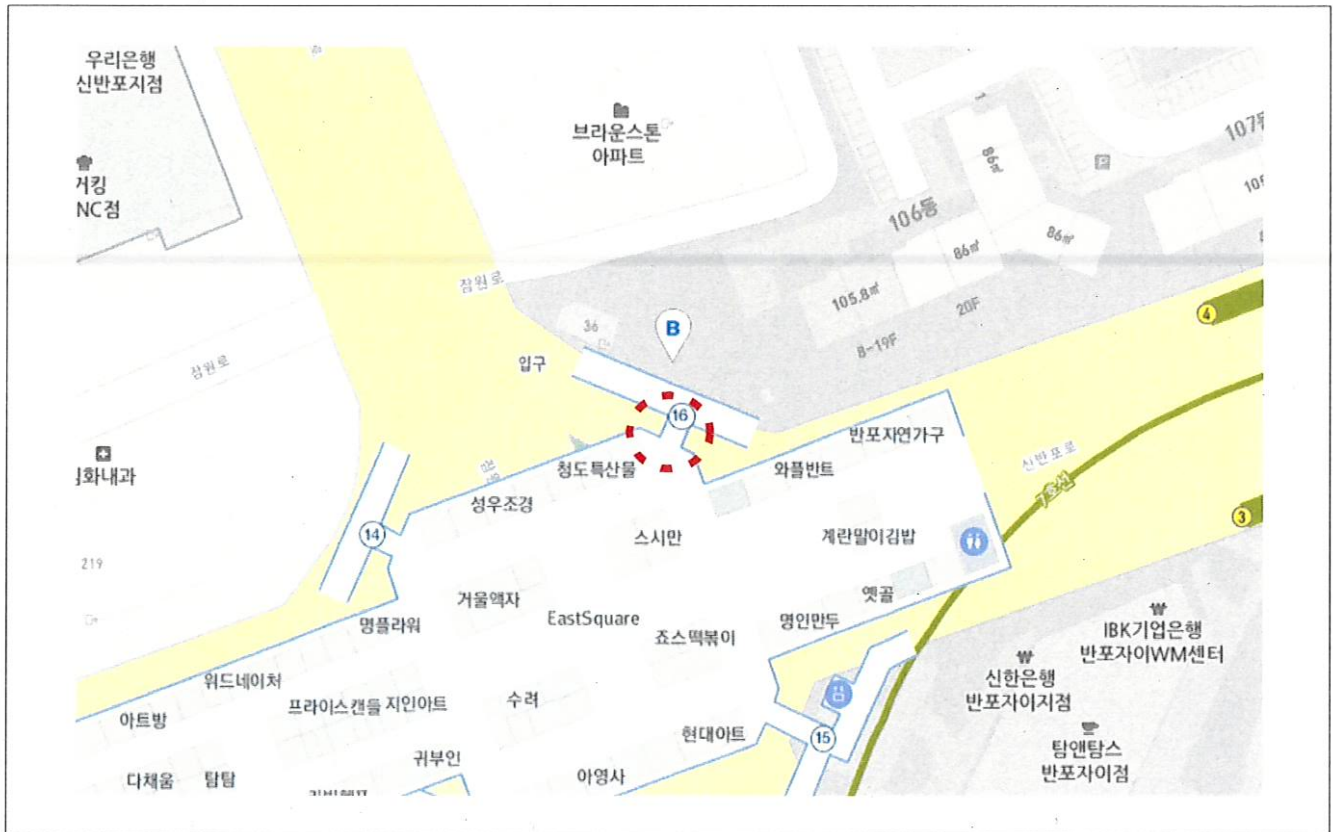 우리은행
신반포지점
거킹
NC점
브라운스톤
아파트
107동
86㎡
106동
86㎡
86㎡
105.8㎡
20F
8-19F
잠원로
36
B
입구
잠원로
4
16
반포자연가구
신반포로
7호선
3
청도특산물
와플반트
성우조경
14
스시만
계란말이김밥
219
거울액자
옛골
명플라워
EastSquare
죠스떡볶이
명인만두
IBK기업은행
반포자이WM센터
신한은행
반포자이지점
위드네이처
프라이스캔들
지인아트
수려
아트방
현대아트
15
탐앤탐스
반포자이점
귀부인
다채움
탐탐
아영사